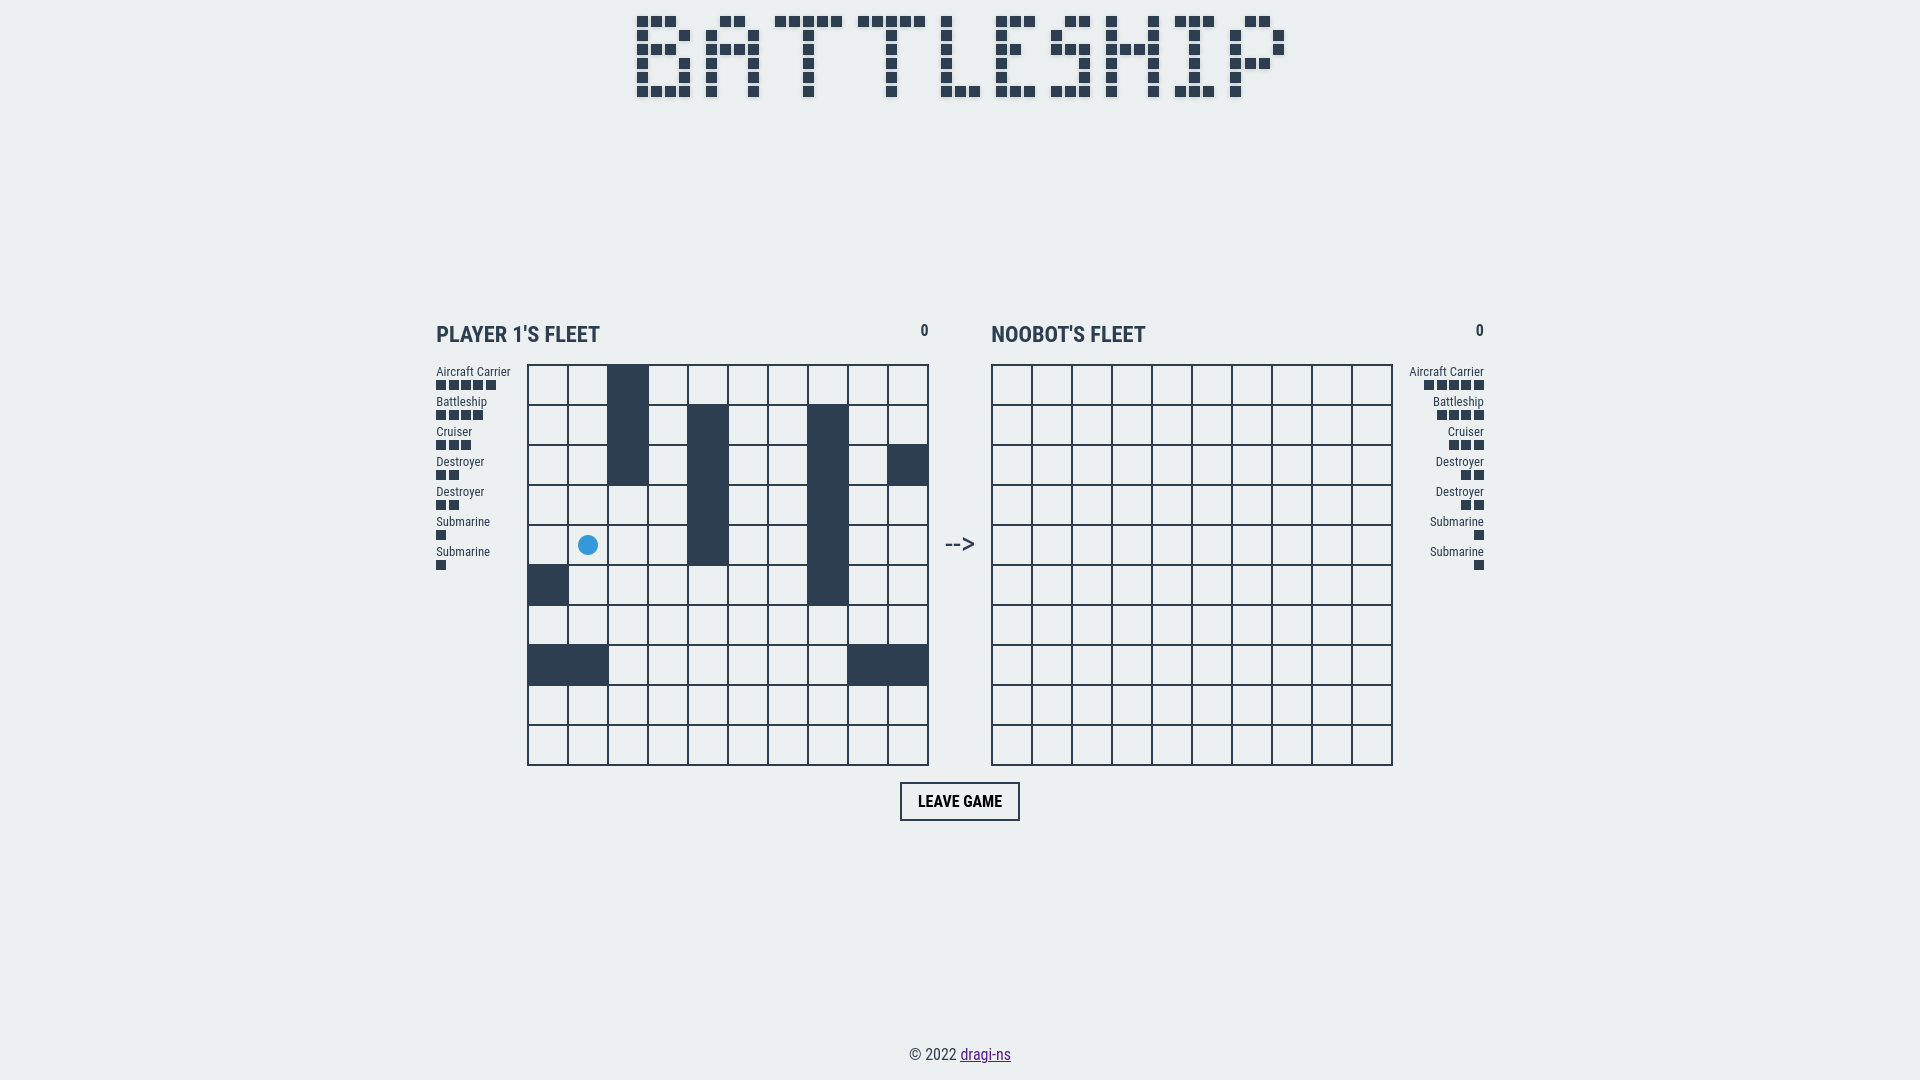 BATTLESHIP
PLAYER 1'S FLEET
0
Aircraft Carrier
Battleship
Cruiser
Destroyer
Destroyer
Submarine
Submarine
-->
NOOBOT'S FLEET
0
Aircraft Carrier
Battleship
Cruiser
Destroyer
Destroyer
Submarine
Submarine
LEAVE GAME
© 2022 dragi-ns